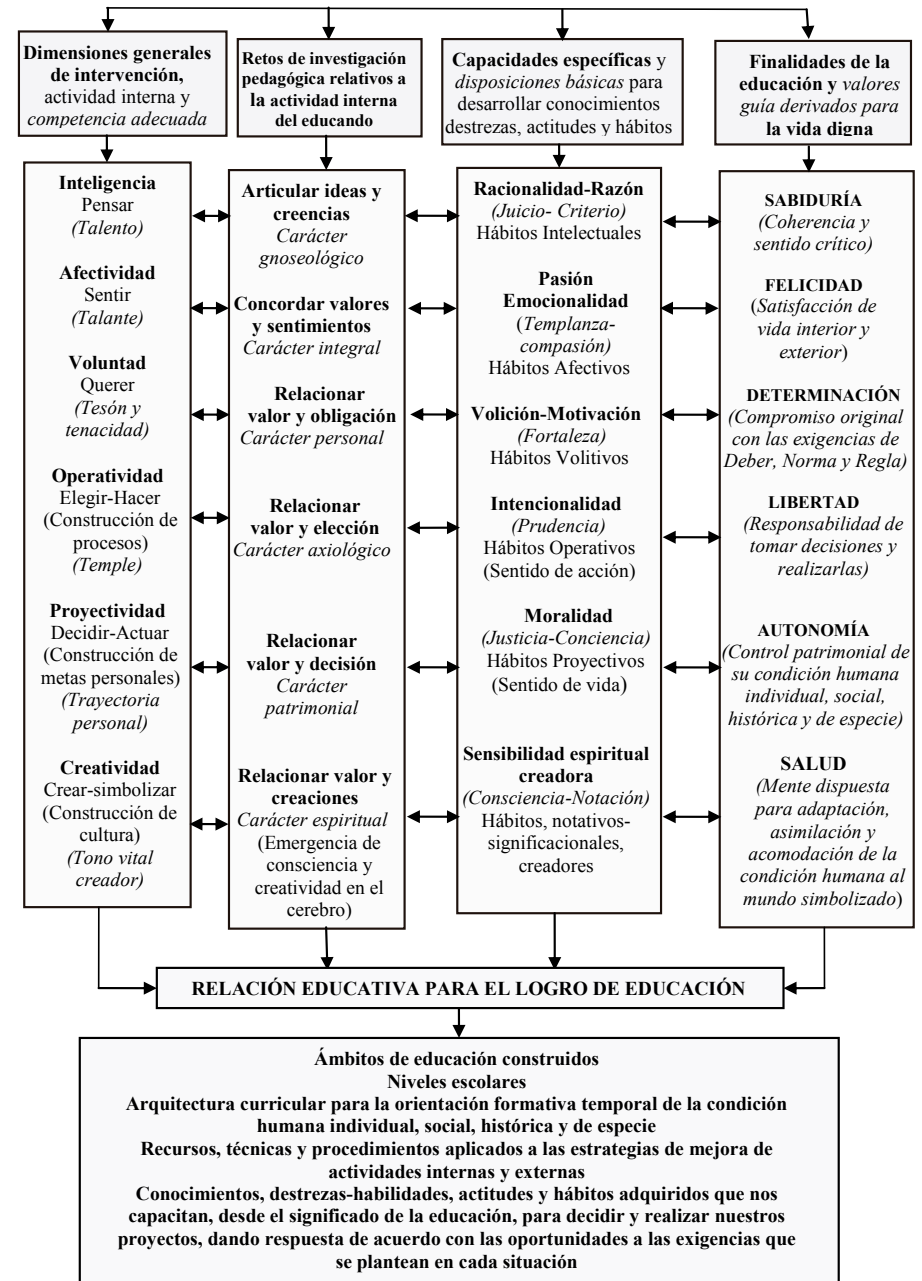 Dimensiones generales
de intervención,
actividad interna y
competencia adecuada
Retos de investigación
pedagógica relativos a
la actividad interna
del educando
Capacidades específicas y
disposiciones básicas para
desarrollar conocimientos
destrezas, actitudes y hábitos
Finalidades de la
educación y valores
guía derivados para
la vida digna
Inteligencia
Pensar
(Talento)
Afectividad
Sentir
(Talante)
Voluntad
Querer
(Tesón y
tenacidad)
Operatividad
Elegir-Hacer
(Construcción de
procesos)
(Temple)
Proyectividad
Decidir-Actuar
(Construcción de
metas personales)
(Trayectoria
personal)
Creatividad
Crear-simbolizar
(Construcción de
cultura)
(Tono vital
creador)
Articular ideas y
creencias
Carácter
gnoseológico
Concordar valores
y sentimientos
Carácter integral
Relacionar
valor y obligación
Carácter personal
Relacionar
valor y elección
Carácter axiológico
Relacionar
valor y decisión
Carácter
patrimonial
Relacionar valor y
creaciones
Carácter espiritual
(Emergencia de
consciencia y
creatividad en el
cerebro)
Racionalidad-Razón
(Juicio- Criterio)
Hábitos Intelectuales
Pasión
Emocionalidad
(Templanza-
compasión)
Hábitos Afectivos
Volición-Motivación
(Fortaleza)
Hábitos Volitivos
Intencionalidad
(Prudencia)
Hábitos Operativos
(Sentido de acción)
Moralidad
(Justicia-Conciencia)
Hábitos Proyectivos
(Sentido de vida)
Sensibilidad espiritual
creadora
(Consciencia-Notación)
Hábitos, notativos-
significacionales,
creadores
SABIDURÍA
(Coherencia y
sentido crítico)
FELICIDAD
(Satisfacción de
vida interior y
exterior)
DETERMINACIÓN
(Compromiso original
con las exigencias de
Deber, Norma y Regla)
LIBERTAD
(Responsabilidad de
tomar decisiones y
realizarlas)
AUTONOMÍA
(Control patrimonial de
su condición humana
individual, social,
histórica y de especie)
SALUD
(Mente dispuesta
para adaptación,
asimilación y
acomodación de la
condición humana al
mundo simbolizado)
RELACIÓN EDUCATIVA PARA EL LOGRO DE EDUCACIÓN
Ámbitos de educación construidos
Niveles escolares
Arquitectura curricular para la orientación formativa temporal de la condición
humana individual, social, histórica y de especie
Recursos, técnicas y procedimientos aplicados a las estrategias de mejora de
actividades internas y externas
Conocimientos, destrezas-habilidades, actitudes y hábitos adquiridos que nos
capacitan, desde el significado de la educación, para decidir y realizar nuestros
proyectos, dando respuesta de acuerdo con las oportunidades a las exigencias que
se plantean en cada situación